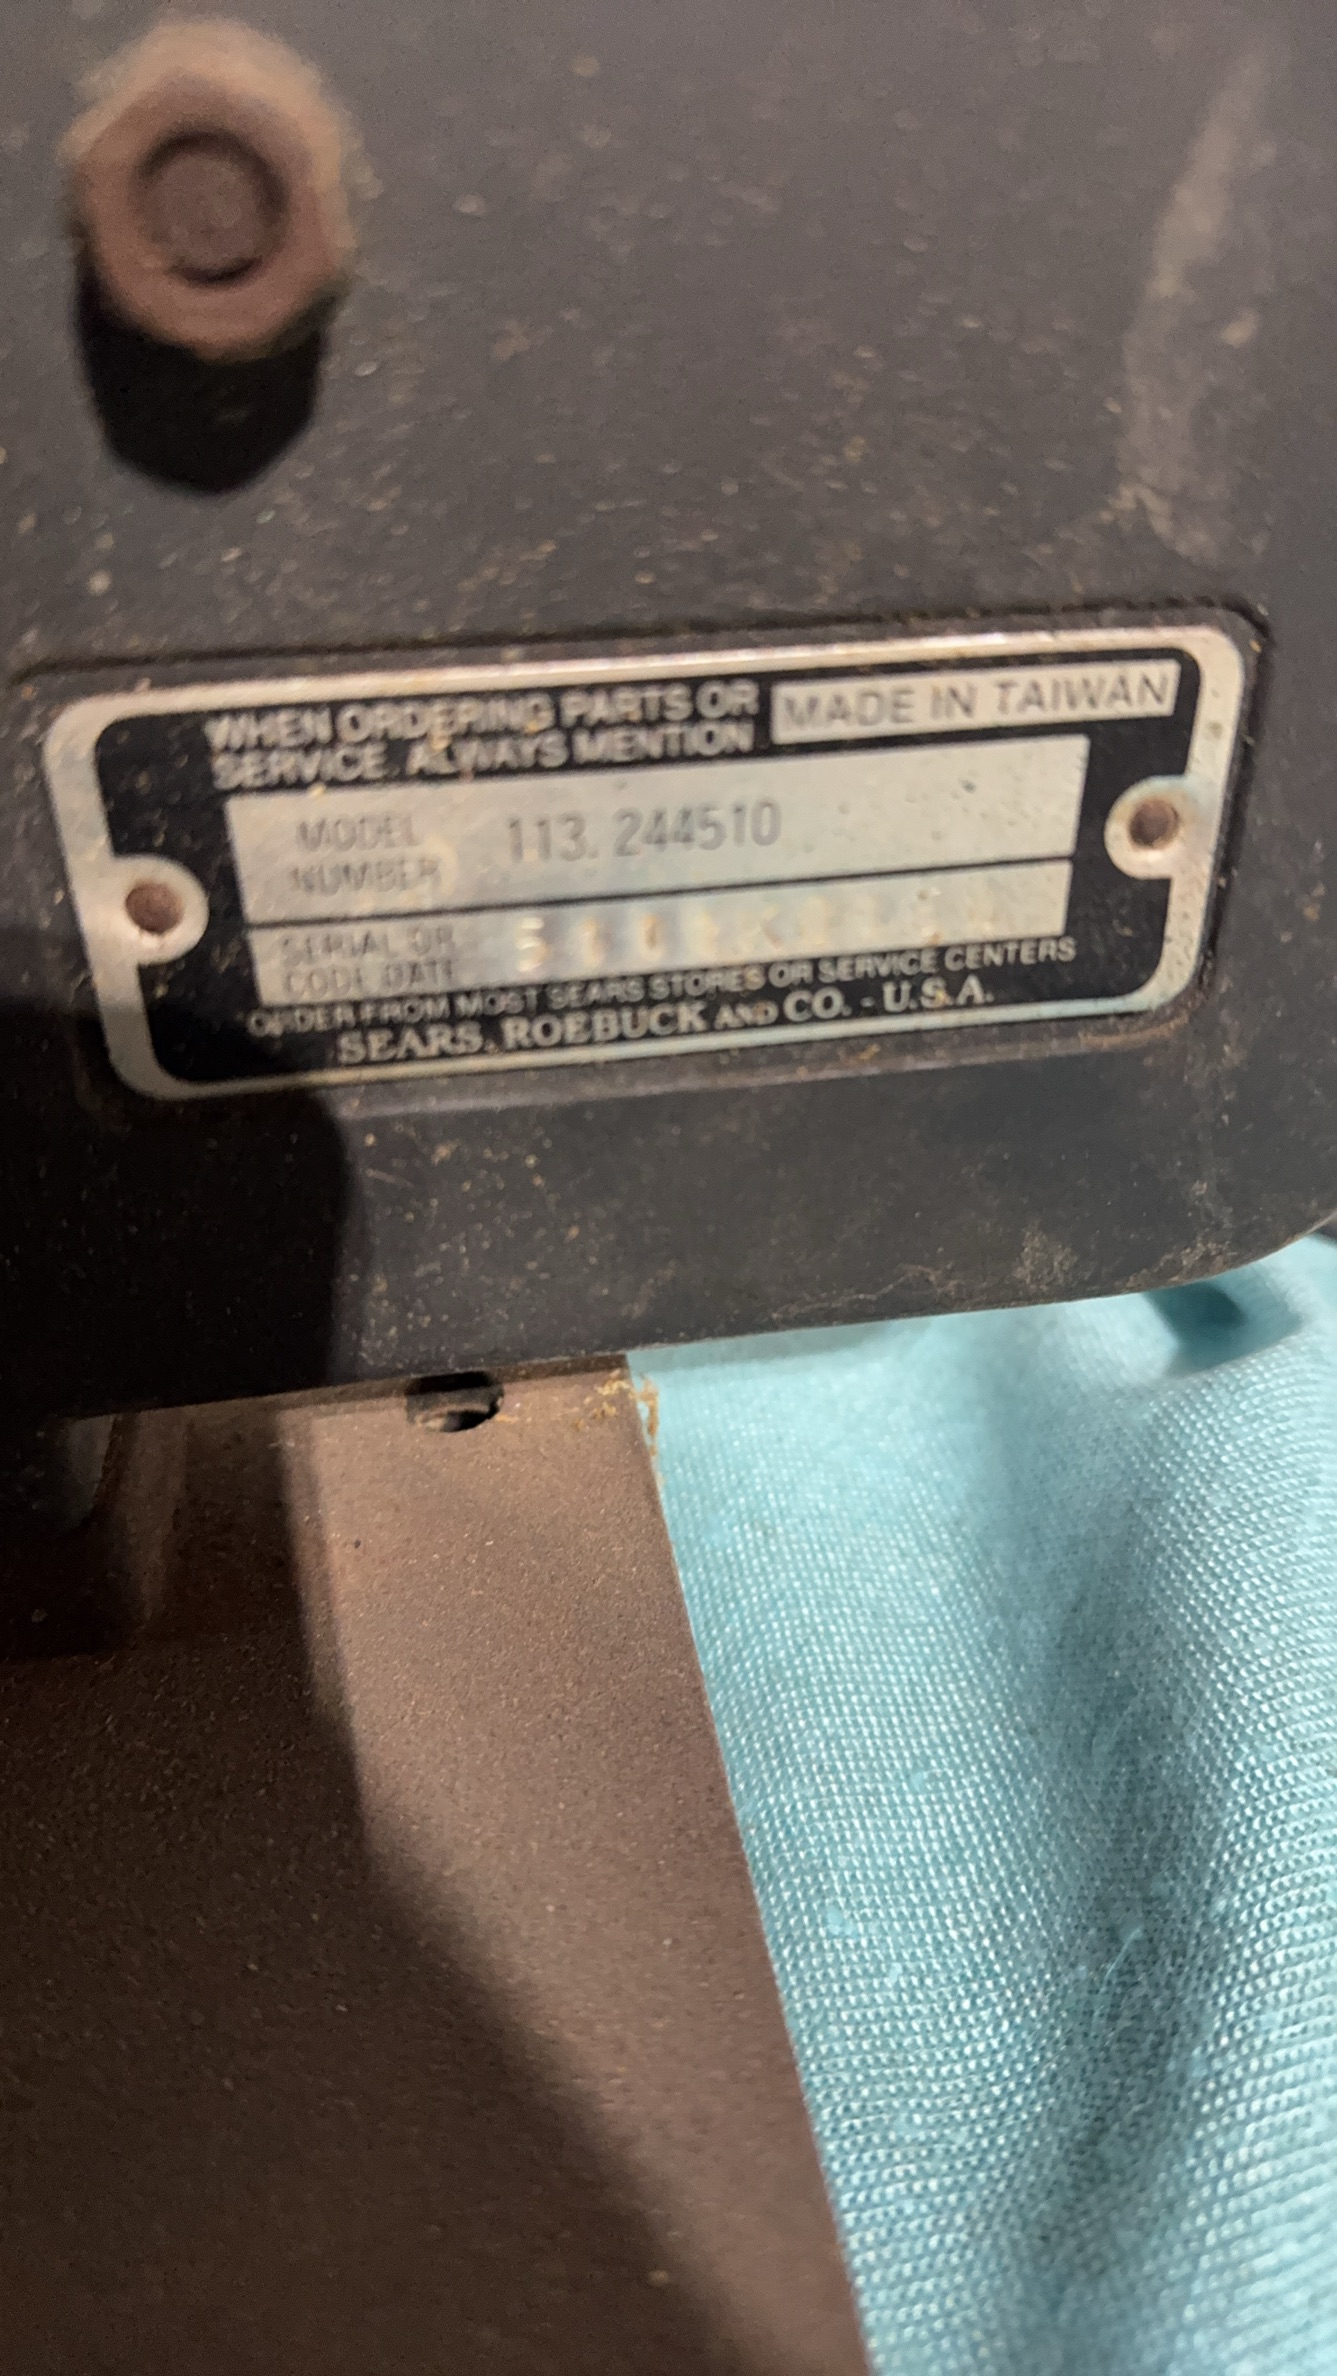 WHEN ORDERING PARTS OR
SERVICE, ALWAYS MENTION
MADE IN TAIWAN
MODEL
NUMBER
113.244510
SERIAL OR
CODE DATE
ORDER FROM MOST SEARS STORES OR SERVICE CENTERS
SEARS, ROEBUCK AND CO. - U.S.A.